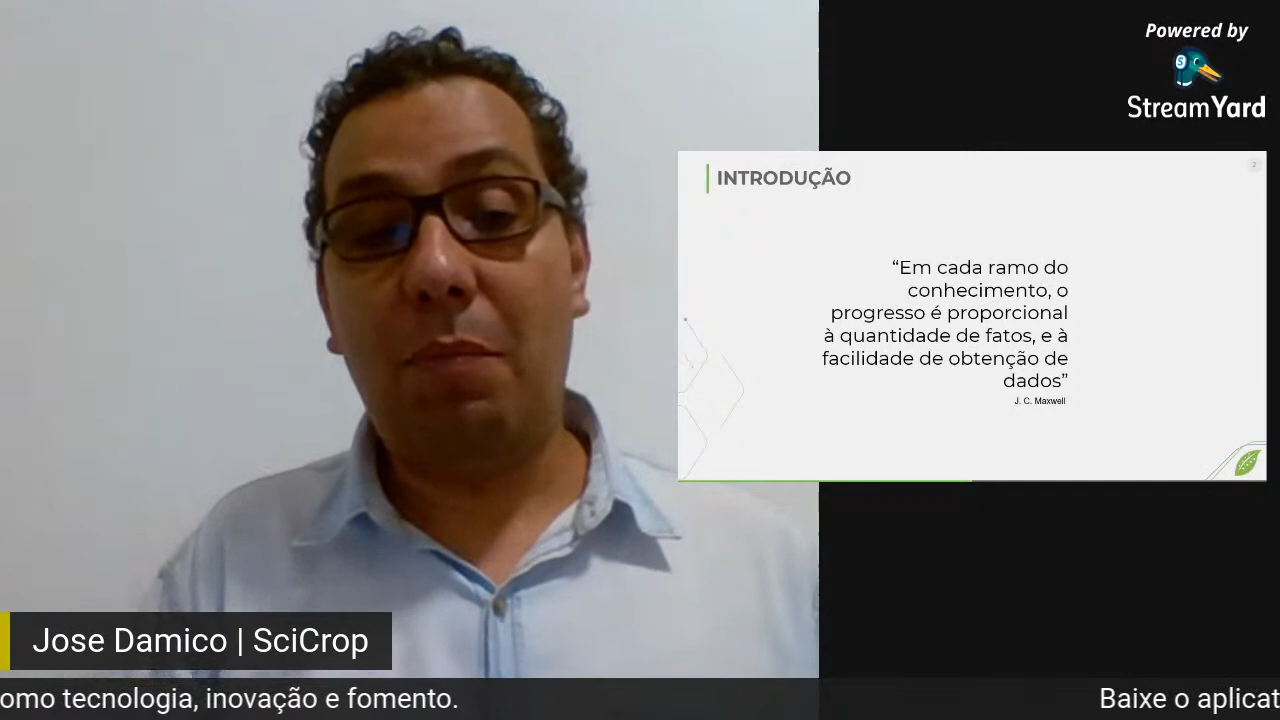 Powered by
StreamYard
INTRODUÇÃO
2
“Em cada ramo do
conhecimento, o
progresso é proporcional
à quantidade de fatos, e à
facilidade de obtenção de
dados”
J. C. Maxwell
Jose Damico | SciCrop
omo tecnologia, inovação e fomento.
Baixe o aplicat